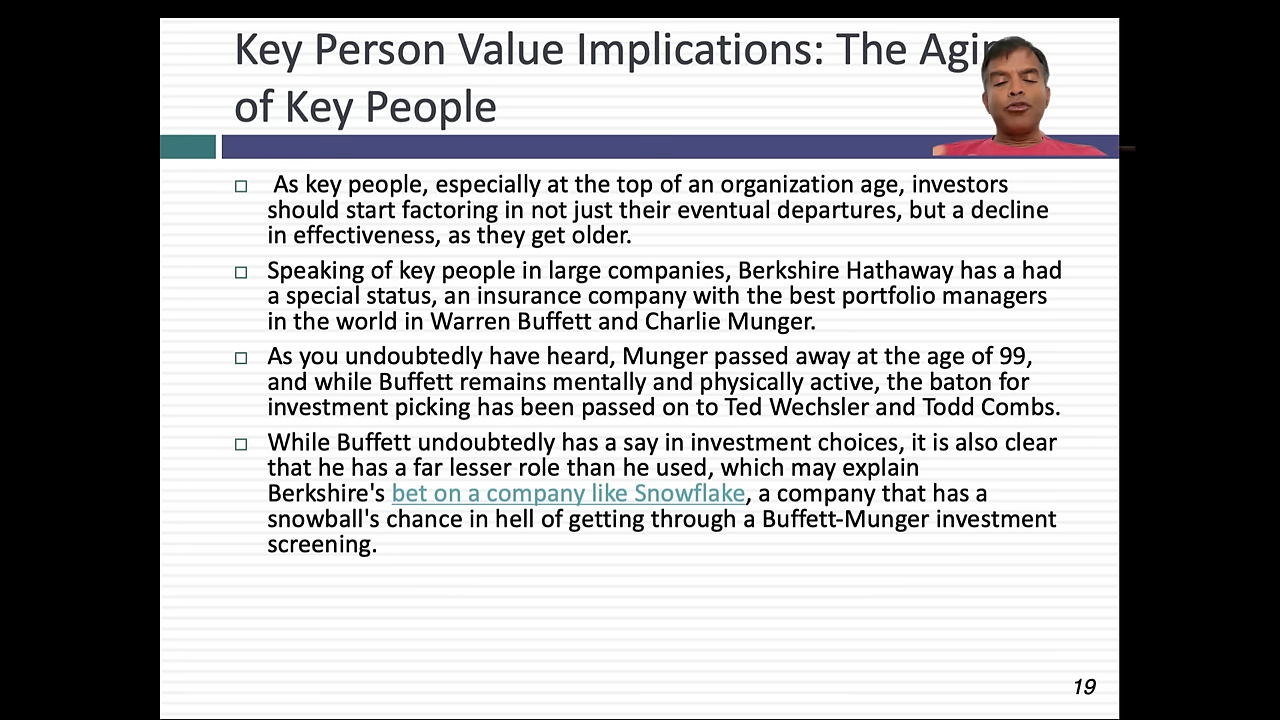 Key Person Value Implications: The Agin
of Key People
As key people, especially at the top of an organization age, investors
should start factoring in not just their eventual departures, but a decline
in effectiveness, as they get older.
Speaking of key people in large companies, Berkshire Hathaway has a had
a special status, an insurance company with the best portfolio managers
in the world in Warren Buffett and Charlie Munger.
As you undoubtedly have heard, Munger passed away at the age of 99,
and while Buffett remains mentally and physically active, the baton for
investment picking has been passed on to Ted Wechsler and Todd Combs.
While Buffett undoubtedly has a say in investment choices, it is also clear
that he has a far lesser role than he used, which may explain
Berkshire's bet on a company like Snowflake, a company that has a
snowball's chance in hell of getting through a Buffett-Munger investment
screening.
19